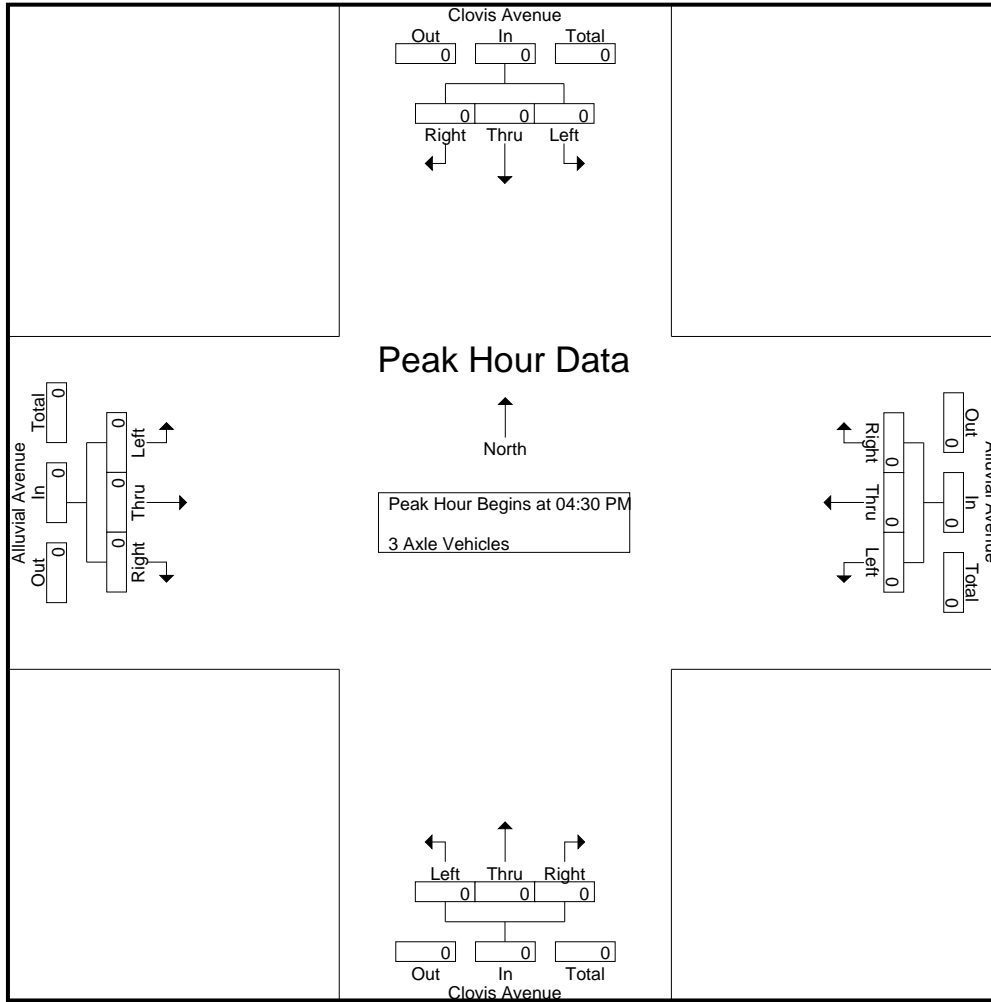 Clovis Avenue
Out In Total
0 0 0
0 0 0
Right Thru Left
Peak Hour Data
North
Peak Hour Begins at 04:30 PM
3 Axle Vehicles
Alluvial Avenue
Out In Total
0 0 0
0 0 0
Right Thru Left
Alluvial Avenue
Total In Out
0 0 0
0 0 0
Left Thru Right
Left Thru Right
0 0 0
0 0 0
Out In Total
Clovis Avenue